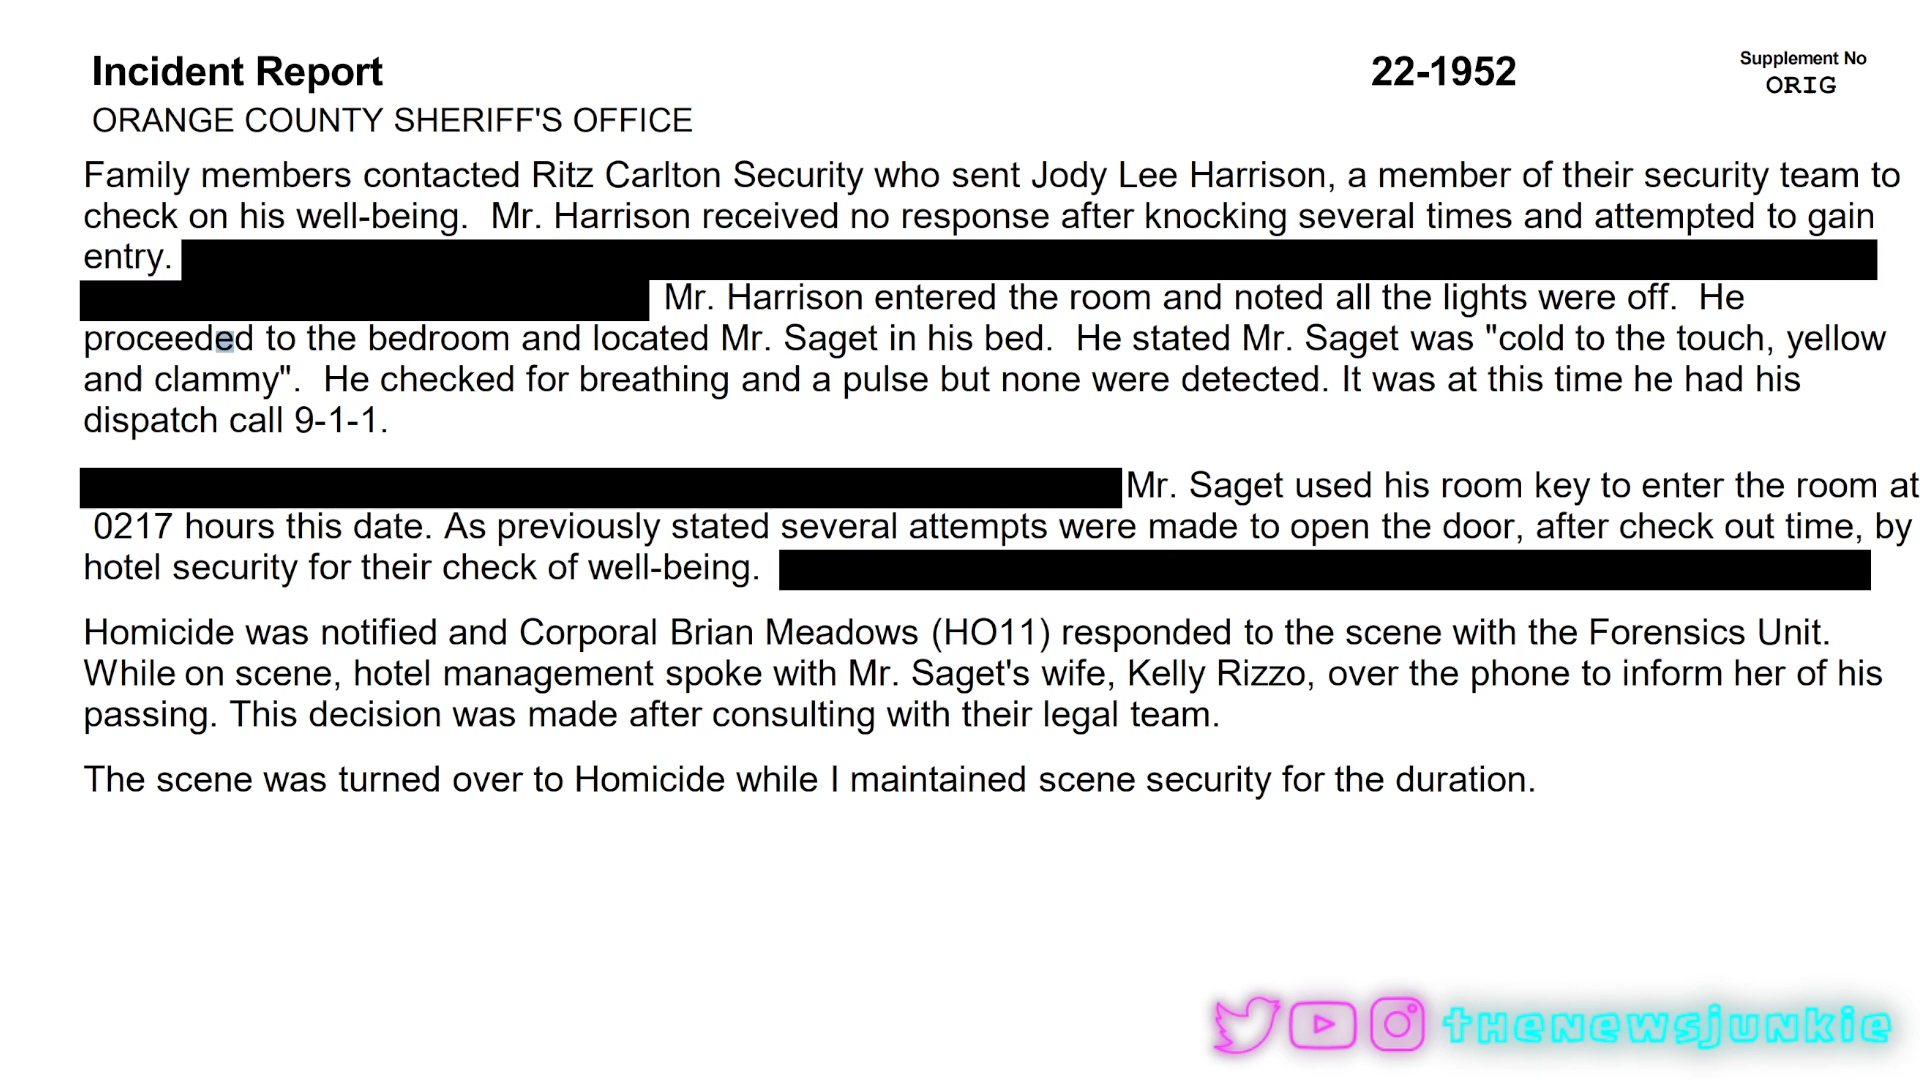 Incident Report
22-1952
Supplement No
ORIG
ORANGE COUNTY SHERIFF'S OFFICE
Family members contacted Ritz Carlton Security who sent Jody Lee Harrison, a member of their security team to
check on his well-being.  Mr. Harrison received no response after knocking several times and attempted to gain
entry.
Mr. Harrison entered the room and noted all the lights were off.  He
proceeded to the bedroom and located Mr. Saget in his bed.  He stated Mr. Saget was "cold to the touch, yellow
and clammy".  He checked for breathing and a pulse but none were detected. It was at this time he had his
dispatch call 9-1-1.
Mr. Saget used his room key to enter the room at
0217 hours this date. As previously stated several attempts were made to open the door, after check out time, by
hotel security for their check of well-being.
Homicide was notified and Corporal Brian Meadows (HO11) responded to the scene with the Forensics Unit.
While on scene, hotel management spoke with Mr. Saget's wife, Kelly Rizzo, over the phone to inform her of his
passing. This decision was made after consulting with their legal team.
The scene was turned over to Homicide while I maintained scene security for the duration.
thenewsjunkie